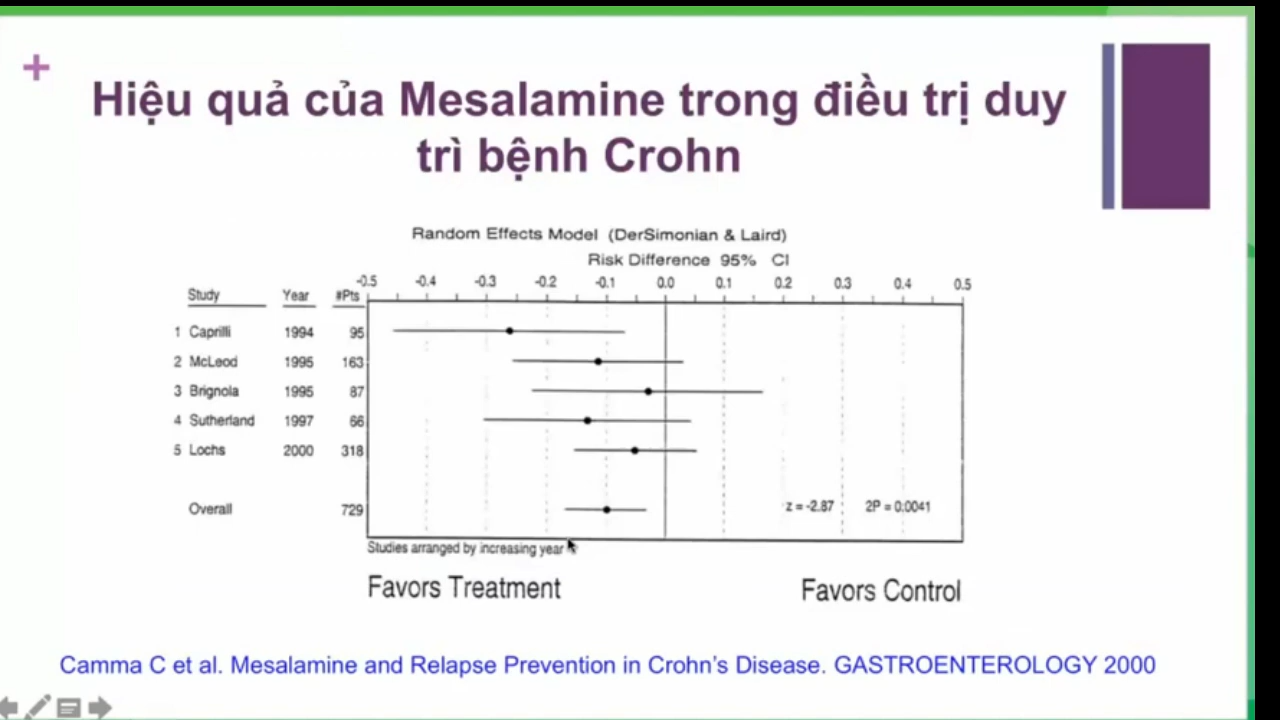 +
Hiệu quả của Mesalamine trong điều trị duy
trì bệnh Crohn
Random Effects Model (DerSimonian & Laird)
Risk Difference 95% CI
Study Year #Pts -0.5 -0.4 -0.3 -0.2 -0.1 0.0 0.1 0.2 0.3 0.4 0.5
1 Caprilli 1994 95
2 McLeod 1995 163
3 Brignola 1995 87
4 Sutherland 1997 66
5 Lochs 2000 318
Overall 729 z = -2.87 2P = 0.0041
Studies arranged by increasing year
Favors Treatment Favors Control
Camma C et al. Mesalamine and Relapse Prevention in Crohn's Disease. GASTROENTEROLOGY 2000